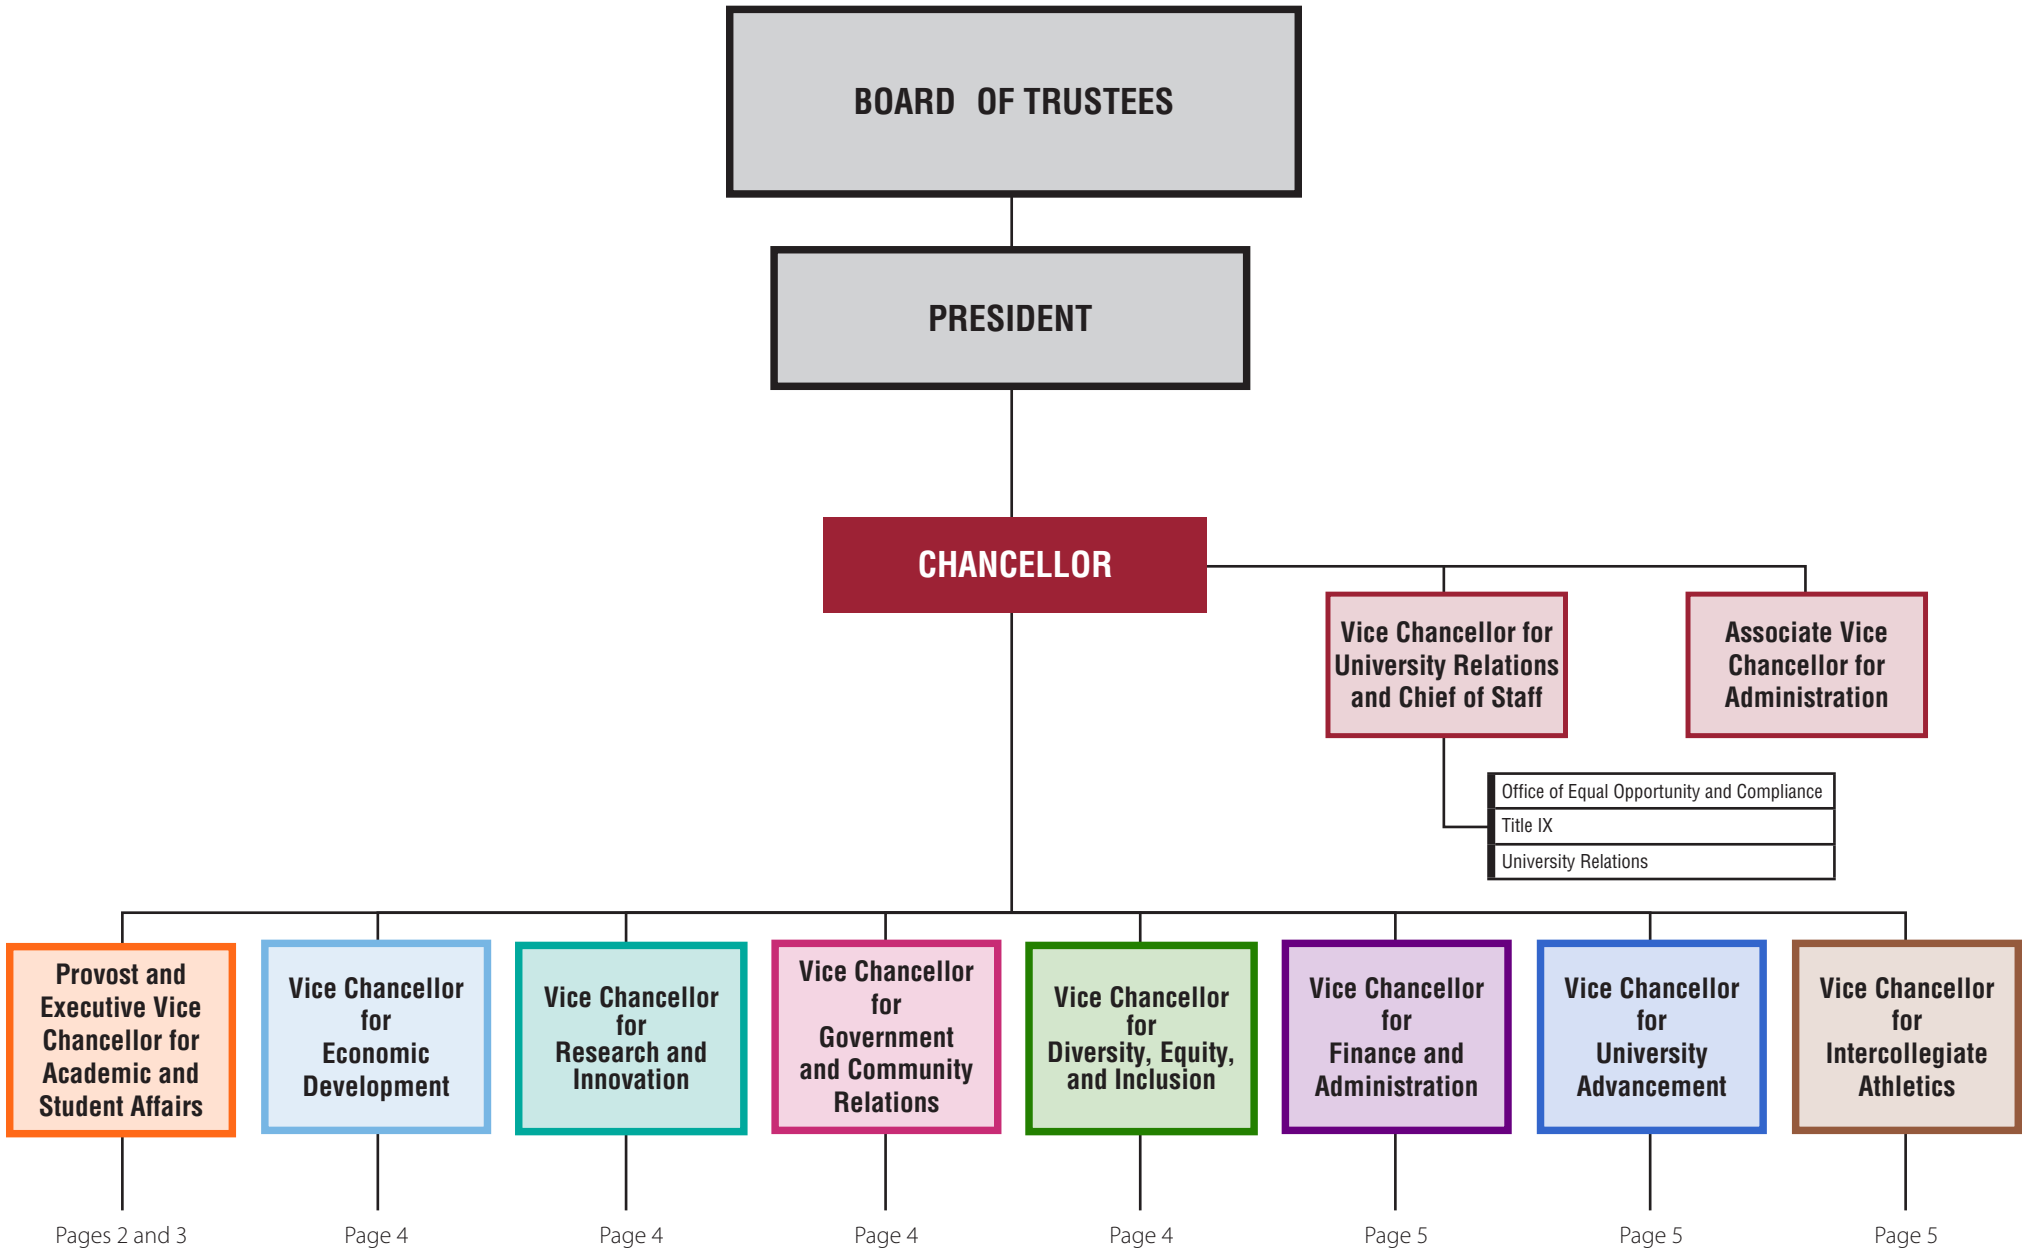 BOARD OF TRUSTEES
PRESIDENT
CHANCELLOR
Vice Chancellor for
University Relations
and Chief of Staff
Associate Vice
Chancellor for
Administration
Office of Equal Opportunity and Compliance
Title IX
University Relations
Provost and
Executive Vice
Chancellor for
Academic and
Student Affairs
Vice Chancellor
for
Economic
Development
Vice Chancellor
for
Research and
Innovation
Vice Chancellor
for
Government
and Community
Relations
Vice Chancellor
for
Diversity, Equity,
and Inclusion
Vice Chancellor
for
Finance and
Administration
Vice Chancellor
for
University
Advancement
Vice Chancellor
for
Intercollegiate
Athletics
Pages 2 and 3
Page 4
Page 4
Page 4
Page 4
Page 5
Page 5
Page 5